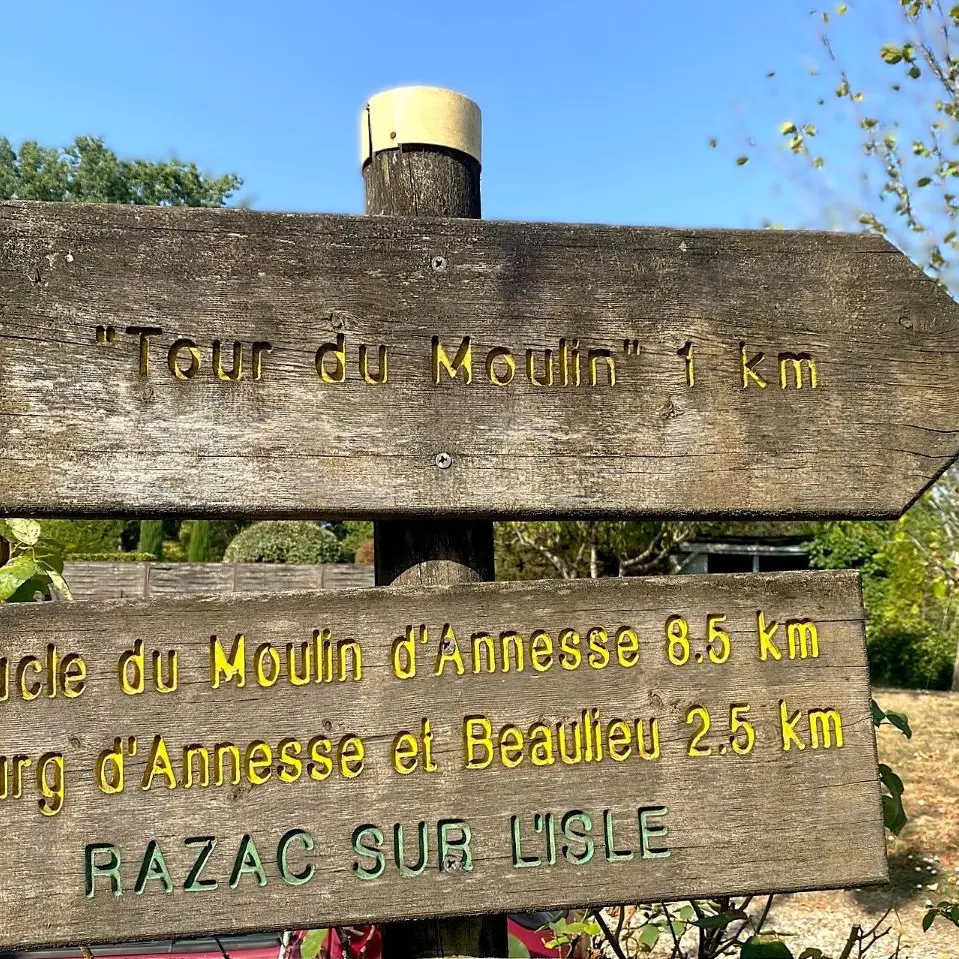 "Tour du Moulin" 1 km
du Moulin d'Annesse 8.5 km
d'Annesse et Beaulieu 2.5 km
RAZAC SUR L'ISLE